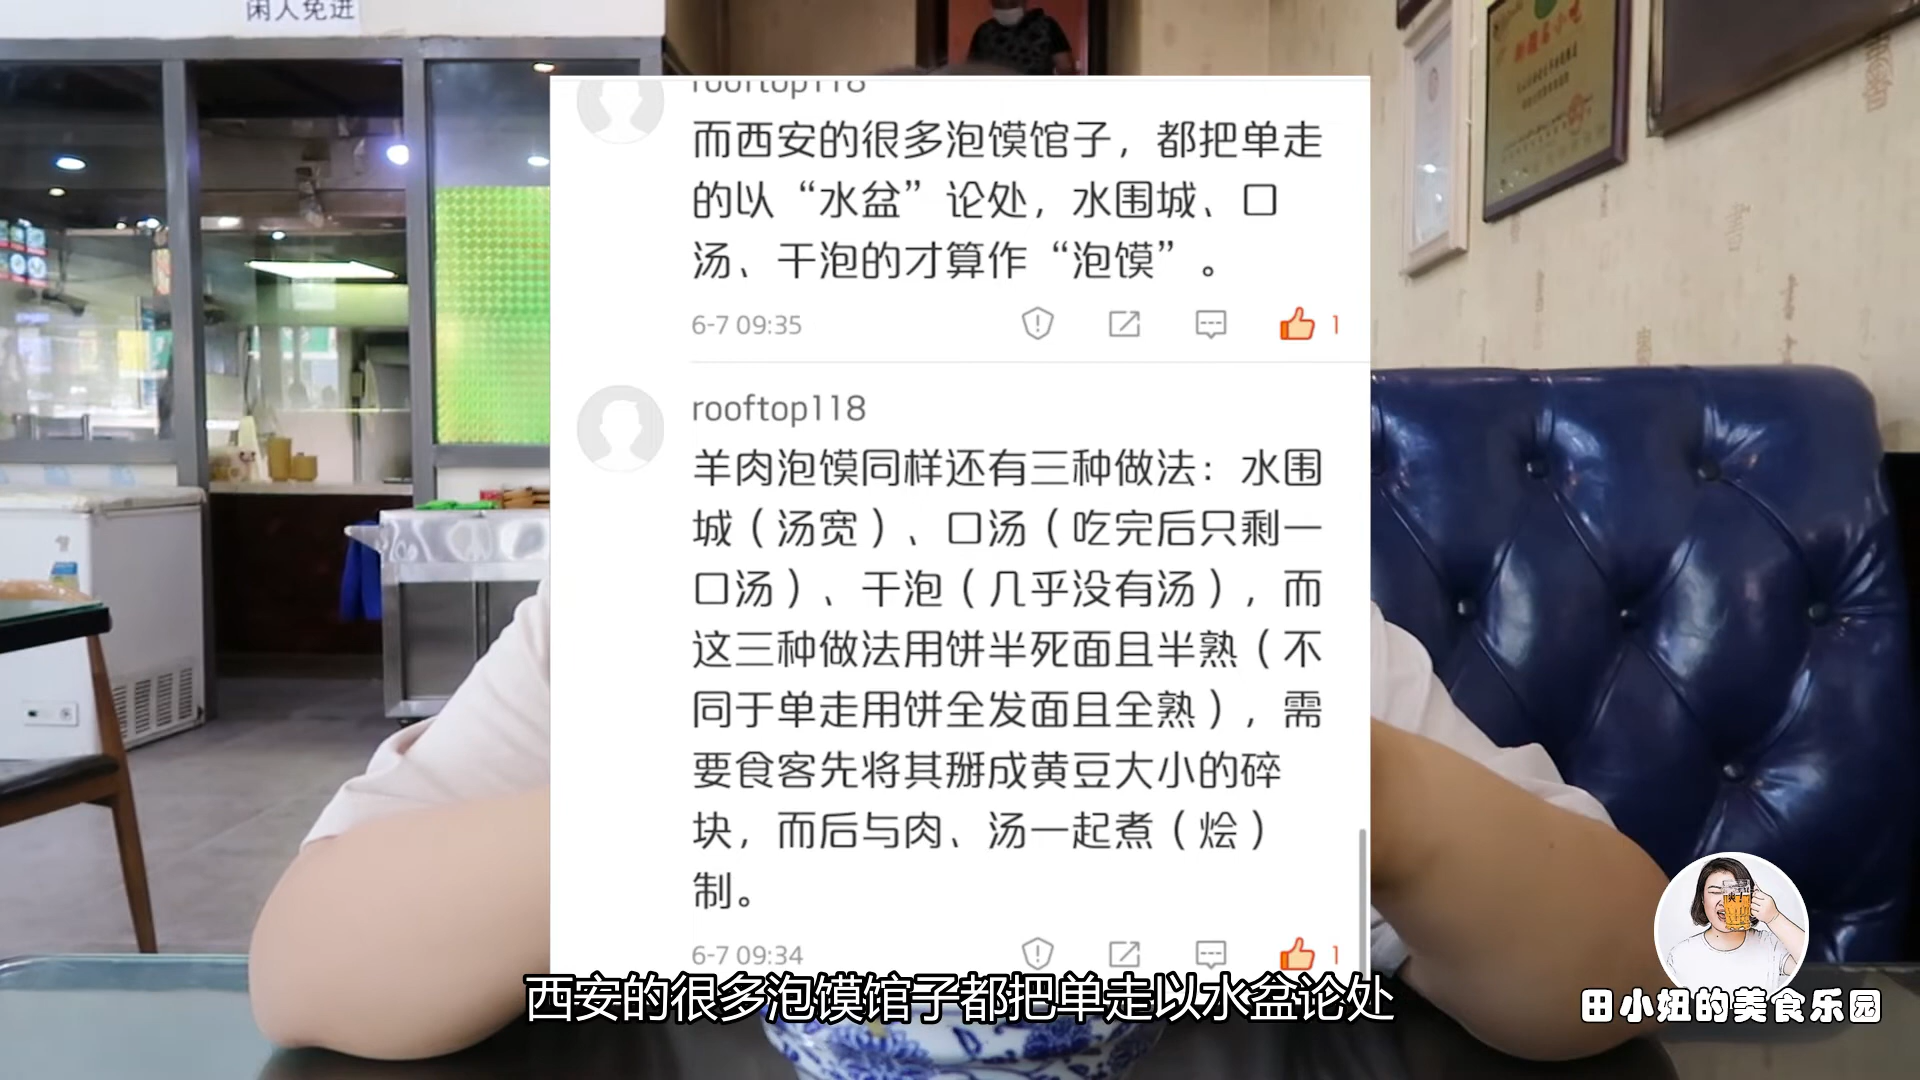 闲人免进
rooftop118
而西安的很多泡馍馆子，都把单走
的以“水盆”论处，水围城、口
汤、干泡的才算作“泡馍”。
6-7 09:35
1
rooftop118
羊肉泡馍同样还有三种做法：水围
城（汤宽）、口汤（吃完后只剩一
口汤）、干泡（几乎没有汤），而
这三种做法用饼半死面且半熟（不
同于单走用饼全发面且全熟），需
要食客先将其掰成黄豆大小的碎
块，而后与肉、汤一起煮（烩）
制。
6-7 09:34
1
西安的很多泡馍馆子都把单走以水盆论处
田小妞的美食乐园